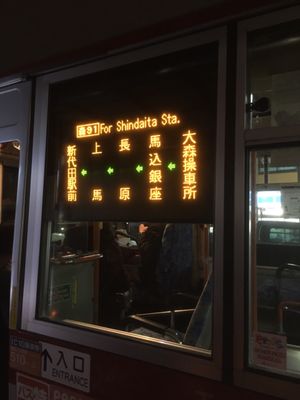 森91 For Shindaita Sta.
大森操車所
馬込銀座
長原
上馬
新代田駅前
入口
ENTRANCE